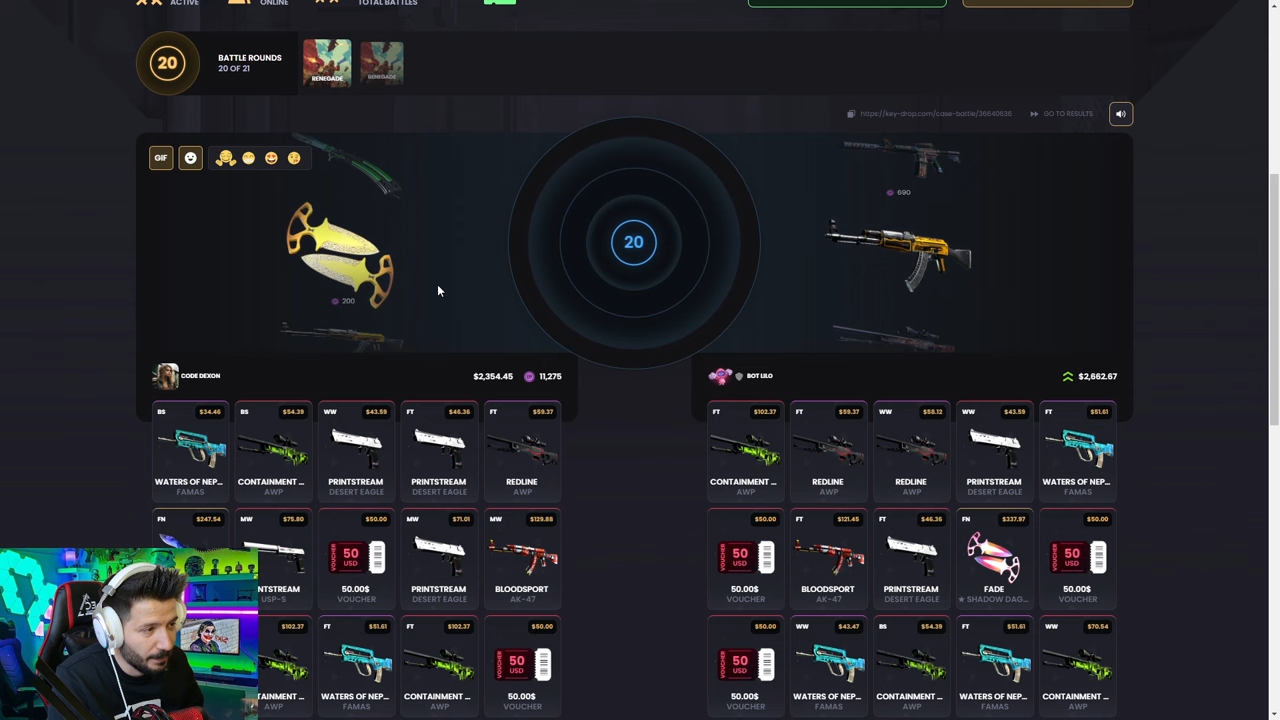 ACTIVE
ONLINE
TOTAL BATTLES
20
BATTLE ROUNDS
20 OF 21
RENEGADE
RENEGADE
https://key-drop.com/case-battle/36640636
GO TO RESULTS
GIF
690
200
20
CODE DEXON
$2,354.45
11,275
BOT LILO
$2,662.67
BS $34.46
BS $54.39
WW $43.59
FT $46.36
FT $59.37
FT $102.37
FT $59.37
WW $58.12
WW $43.59
FT $51.61
WATERS OF NEP...
CONTAINMENT ...
PRINTSTREAM
PRINTSTREAM
REDLINE
CONTAINMENT ...
REDLINE
REDLINE
PRINTSTREAM
WATERS OF NEP...
FAMAS
AWP
DESERT EAGLE
DESERT EAGLE
AWP
AWP
AWP
AWP
DESERT EAGLE
FAMAS
FN $247.54
MW $75.80
$50.00
MW $71.01
MW $129.88
$50.00
FT $121.45
FT $46.36
FN $337.97
$50.00
VOUCHER 50 USD
VOUCHER 50 USD
VOUCHER 50 USD
NTSTREAM
50.00$
PRINTSTREAM
BLOODSPORT
50.00$
BLOODSPORT
PRINTSTREAM
FADE
50.00$
USP-S
VOUCHER
DESERT EAGLE
AK-47
VOUCHER
AK-47
DESERT EAGLE
★ SHADOW DAG...
VOUCHER
$102.37
FT $51.61
FT $102.37
$50.00
$50.00
WW $43.47
BS $54.39
FT $51.61
WW $70.54
VOUCHER 50 USD
VOUCHER 50 USD
TAINMENT ...
WATERS OF NEP...
CONTAINMENT ...
50.00$
50.00$
WATERS OF NEP...
CONTAINMENT ...
WATERS OF NEP...
CONTAINMENT ...
AWP
FAMAS
AWP
VOUCHER
VOUCHER
FAMAS
AWP
FAMAS
AWP